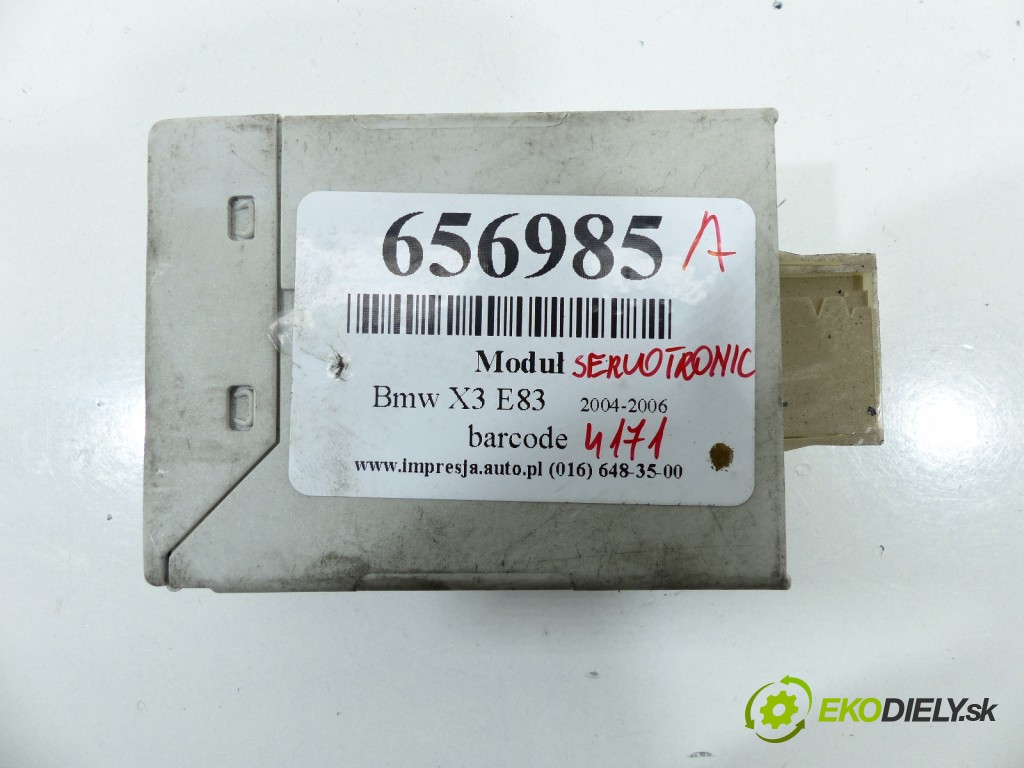 656985 A
Moduł SERVOTRONIC
Bmw X3 E83 2004-2006
barcode 4171
www.impresja.auto.pl (016) 648-35-00
EKODIELY.sk